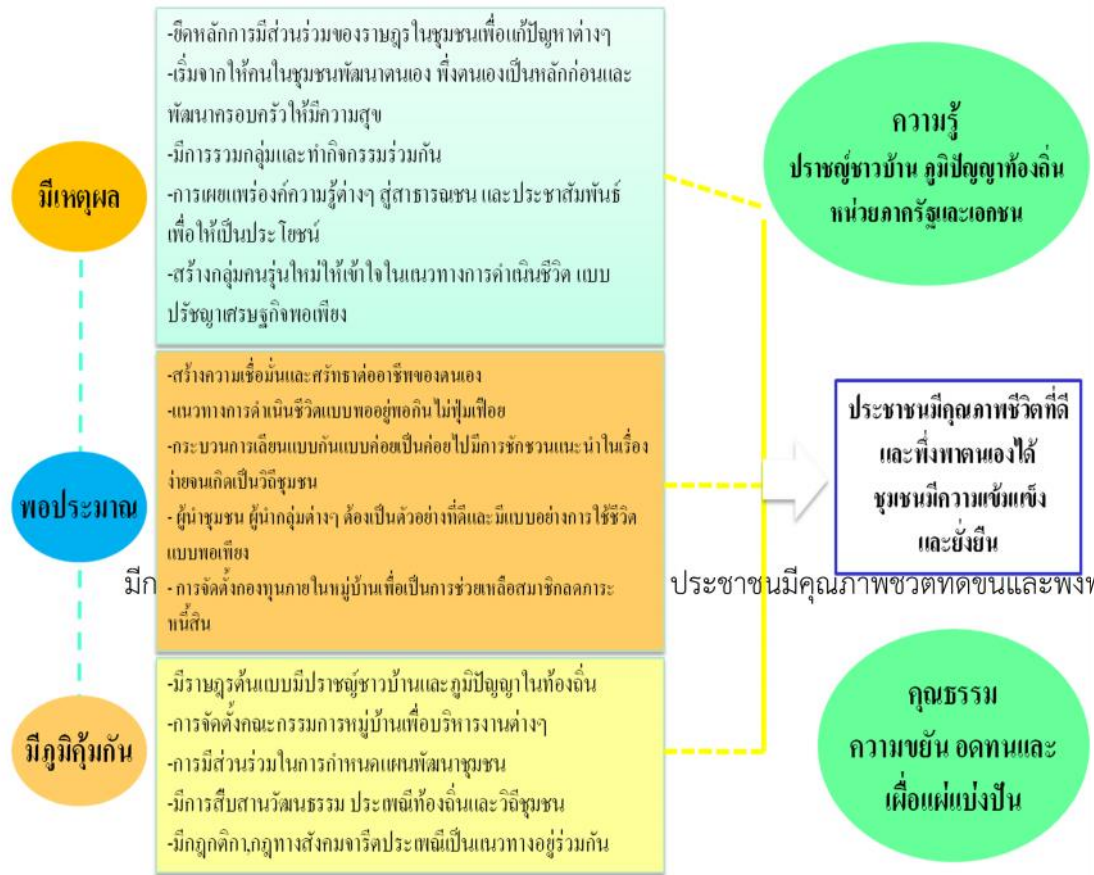 มีเหตุผล
-ยึดหลักการมีส่วนร่วมของราษฎรในชุมชนเพื่อแก้ปัญหาต่างๆ
-เริ่มจากให้คนในชุมชนพัฒนาตนเอง พึ่งตนเองเป็นหลักก่อนและ
พัฒนาครอบครัวให้มีความสุข
-มีการรวมกลุ่มและทำกิจกรรมร่วมกัน
-การเผยแพร่องค์ความรู้ต่างๆ สู่สาธารณชน และประชาสัมพันธ์
เพื่อให้เป็นประโยชน์
-สร้างกลุ่มคนรุ่นใหม่ให้เข้าใจในแนวทางการดำเนินชีวิต แบบ
ปรัชญาเศรษฐกิจพอเพียง
พอประมาณ
-สร้างความเชื่อมั่นและศรัทธาต่ออาชีพของตนเอง
-แนวทางการดำเนินชีวิตแบบพออยู่พอกิน ไม่ฟุ่มเฟือย
-กระบวนการเลียนแบบกันแบบค่อยเป็นค่อยไปมีการชักชวนแนะนำในเรื่อง
ง่ายจนเกิดเป็นวิถีชุมชน
- ผู้นำชุมชน ผู้นำกลุ่มต่างๆ ต้องเป็นตัวอย่างที่ดีและมีแบบอย่างการใช้ชีวิต
แบบพอเพียง
- การจัดตั้งกองทุนภายในหมู่บ้านเพื่อเป็นการช่วยเหลือสมาชิกลดภาระ
หนี้สิน
มีภูมิคุ้มกัน
-มีราษฎรต้นแบบมีปราชญ์ชาวบ้านและภูมิปัญญาในท้องถิ่น
-การจัดตั้งคณะกรรมการหมู่บ้านเพื่อบริหารงานต่างๆ
-การมีส่วนร่วมในการกำหนดแผนพัฒนาชุมชน
-มีการสืบสานวัฒนธรรม ประเพณีท้องถิ่นและวิถีชุมชน
-มีกฎกติกา,กฎทางสังคมจารีตประเพณีเป็นแนวทางอยู่ร่วมกัน
ความรู้
ปราชญ์ชาวบ้าน ภูมิปัญญาท้องถิ่น
หน่วยภาครัฐและเอกชน
ประชาชนมีคุณภาพชีวิตที่ดี
และพึ่งพาตนเองได้
ชุมชนมีความเข้มแข็ง
และยั่งยืน
ประชาชนมีคุณภาพชีวิตที่ดีขึ้นและ
คุณธรรม
ความขยัน อดทนและ
เผื่อแผ่แบ่งปัน